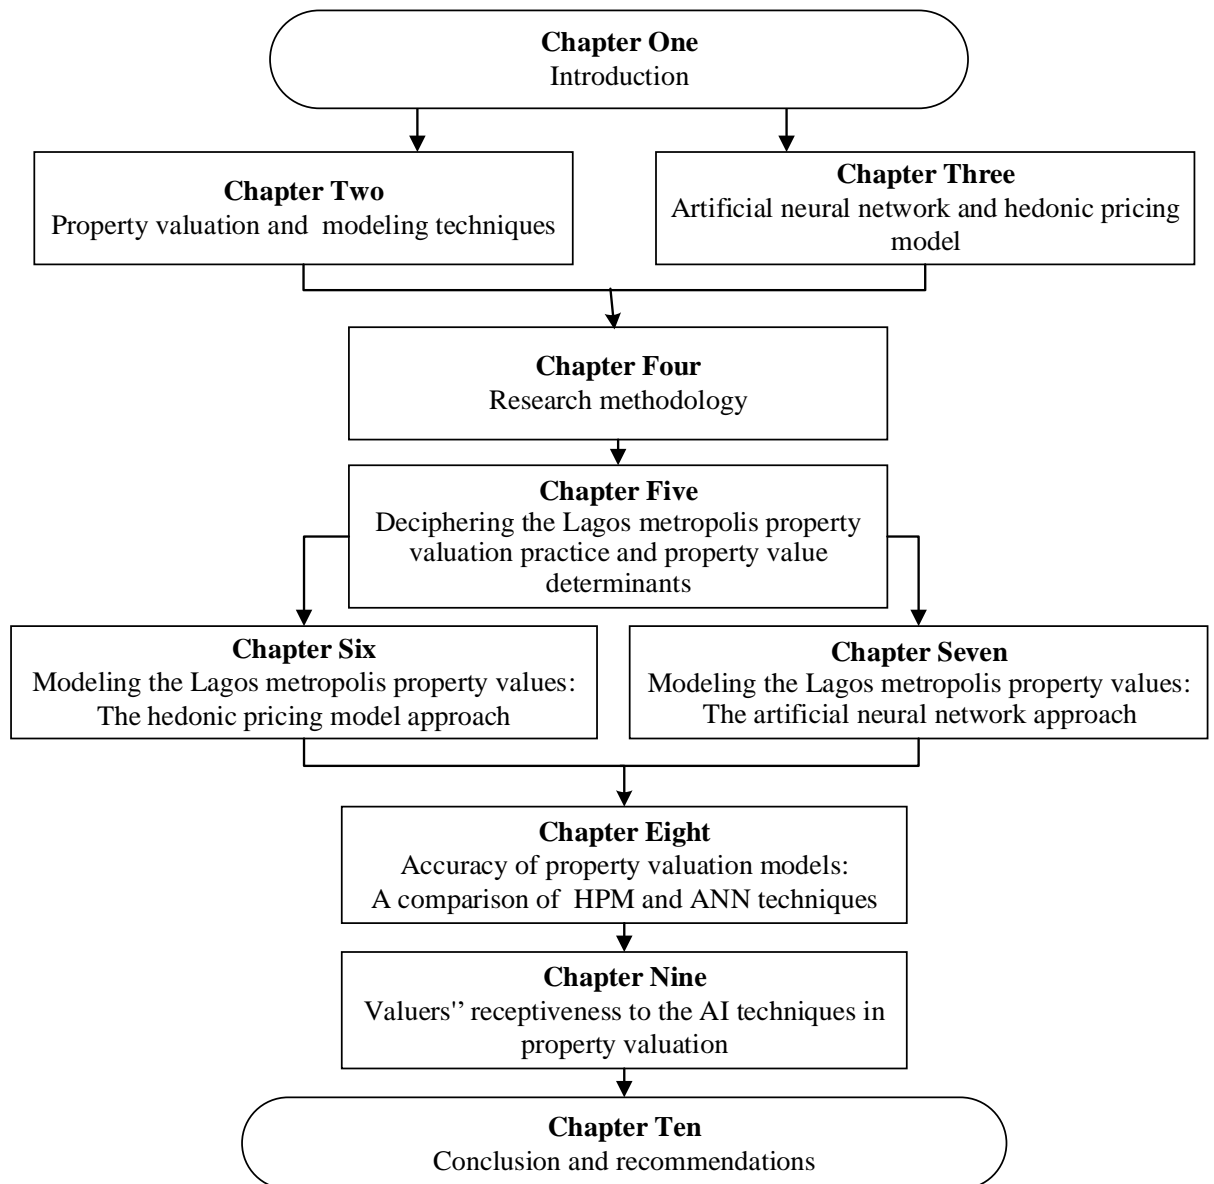 Chapter One
Introduction
Chapter Two
Property valuation and  modeling techniques
Chapter Three
Artificial neural network and hedonic pricing
model
Chapter Four
Research methodology
Chapter Five
Deciphering the Lagos metropolis property
valuation practice and property value
determinants
Chapter Six
Modeling the Lagos metropolis property values:
The hedonic pricing model approach
Chapter Seven
Modeling the Lagos metropolis property values:
The artificial neural network approach
Chapter Eight
Accuracy of property valuation models:
A comparison of  HPM and ANN techniques
Chapter Nine
Valuers'’ receptiveness to the AI techniques in
property valuation
Chapter Ten
Conclusion and recommendations